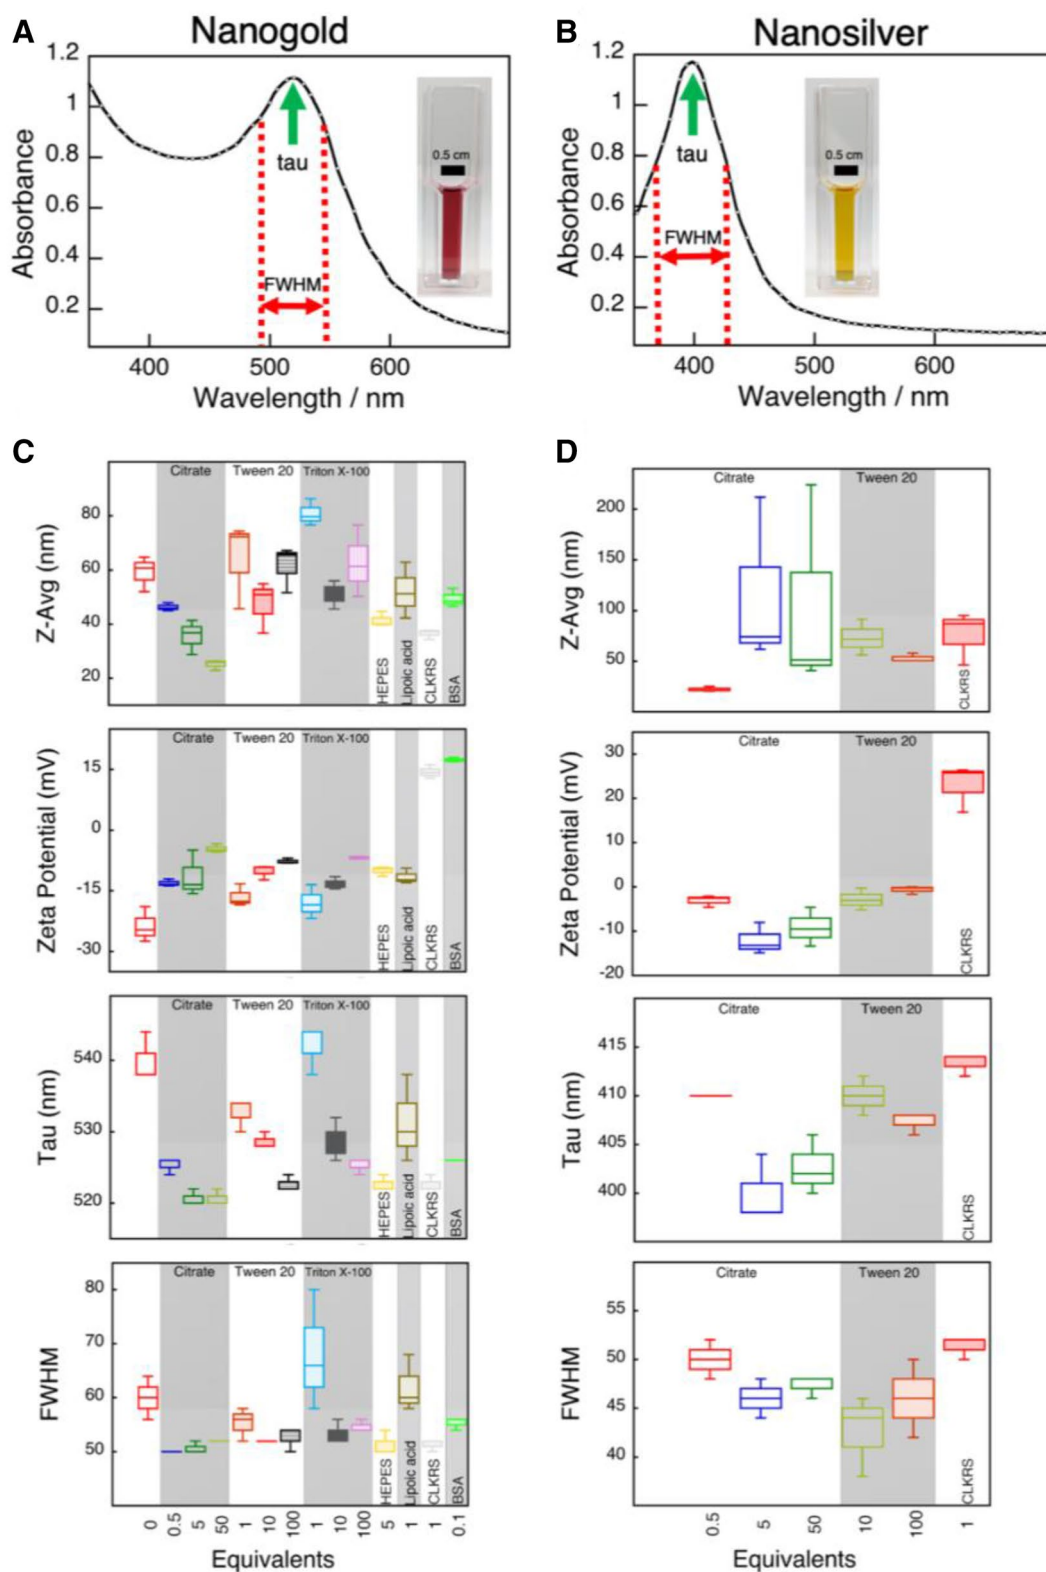 A Nanogold
1.2
1
0.8
0.6
0.4
0.2
Absorbance
tau
FWHM
0.5 cm
400 500 600
Wavelength / nm
B Nanosilver
1.2
1
0.8
0.6
0.4
0.2
Absorbance
tau
FWHM
0.5 cm
400 500 600
Wavelength / nm
C
Citrate Tween 20 Triton X-100
80
60
40
20
Z-Avg (nm)
HEPES
Lipoic acid
CLKRS
BSA
Citrate Tween 20 Triton X-100
15
0
-15
-30
Zeta Potential (mV)
HEPES
Lipoic acid
CLKRS
BSA
Citrate Tween 20 Triton X-100
540
530
520
Tau (nm)
HEPES
Lipoic acid
CLKRS
BSA
Citrate Tween 20 Triton X-100
80
70
60
50
FWHM
HEPES
Lipoic acid
CLKRS
BSA
0 0.5 5 50 1 10 100 1 10 100 5 1 1 0.1
Equivalents
D
Citrate Tween 20
200
150
100
50
Z-Avg (nm)
CLKRS
Citrate Tween 20
30
20
10
0
-10
-20
Zeta Potential (mV)
CLKRS
Citrate Tween 20
415
410
405
400
Tau (nm)
CLKRS
Citrate Tween 20
55
50
45
40
FWHM
CLKRS
0.5 5 50 10 100 1
Equivalents